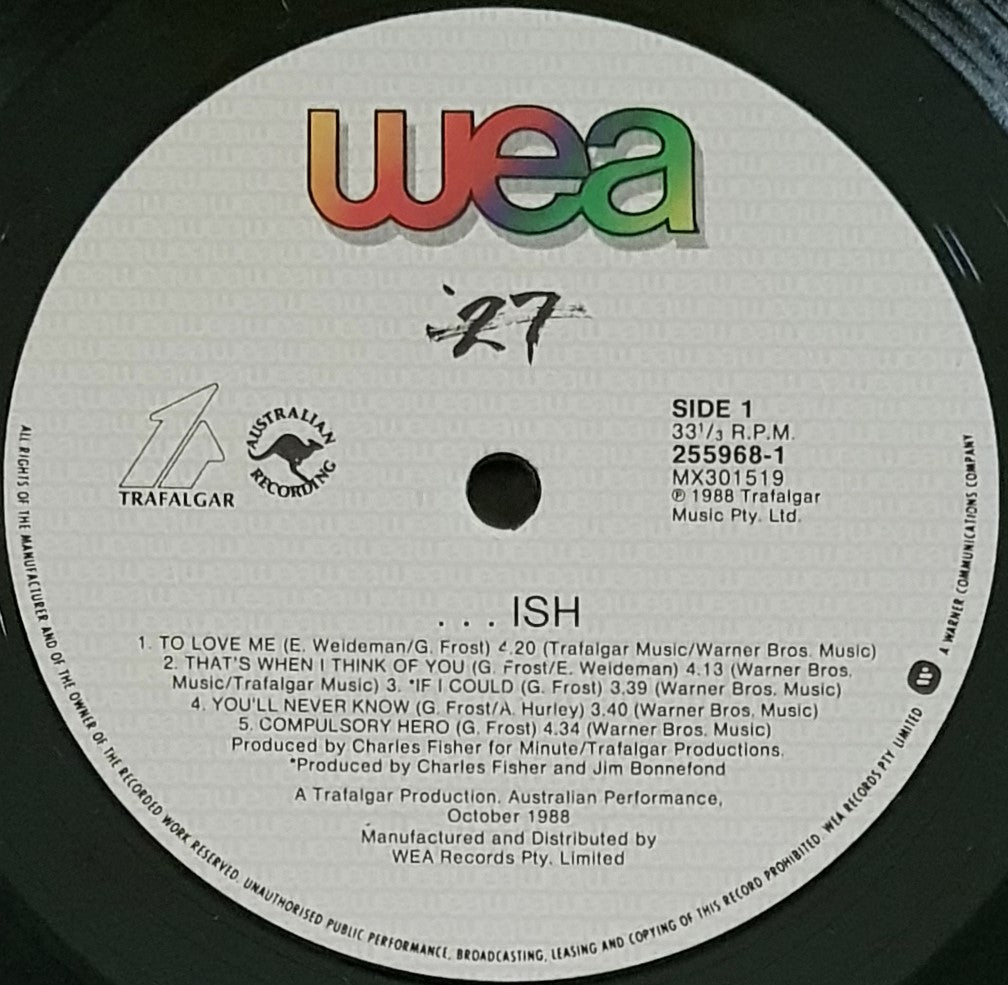 wea
'27
TRAFALGAR
AUSTRALIAN
RECORDING
SIDE 1
33 1/3 R.P.M.
255968-1
MX301519
℗ 1988 Trafalgar
Music Pty. Ltd.
. . . ISH
1. TO LOVE ME (E. Weideman/G. Frost) 4.20 (Trafalgar Music/Warner Bros. Music)
2. THAT'S WHEN I THINK OF YOU (G. Frost/E. Weideman) 4.13 (Warner Bros.
Music/Trafalgar Music) 3. *IF I COULD (G. Frost) 3.39 (Warner Bros. Music)
4. YOU'LL NEVER KNOW (G. Frost/A. Hurley) 3.40 (Warner Bros. Music)
5. COMPULSORY HERO (G. Frost) 4.34 (Warner Bros. Music)
Produced by Charles Fisher for Minute/Trafalgar Productions.
*Produced by Charles Fisher and Jim Bonnefond
A Trafalgar Production. Australian Performance,
October 1988
Manufactured and Distributed by
WEA Records Pty. Limited
ALL RIGHTS OF THE MANUFACTURER AND OF THE OWNER OF THE RECORDED WORK RESERVED. UNAUTHORISED PUBLIC PERFORMANCE, BROADCASTING, LEASING AND COPYING OF THIS RECORD PROHIBITED. WEA RECORDS PTY. LIMITED A WARNER COMMUNICATIONS COMPANY